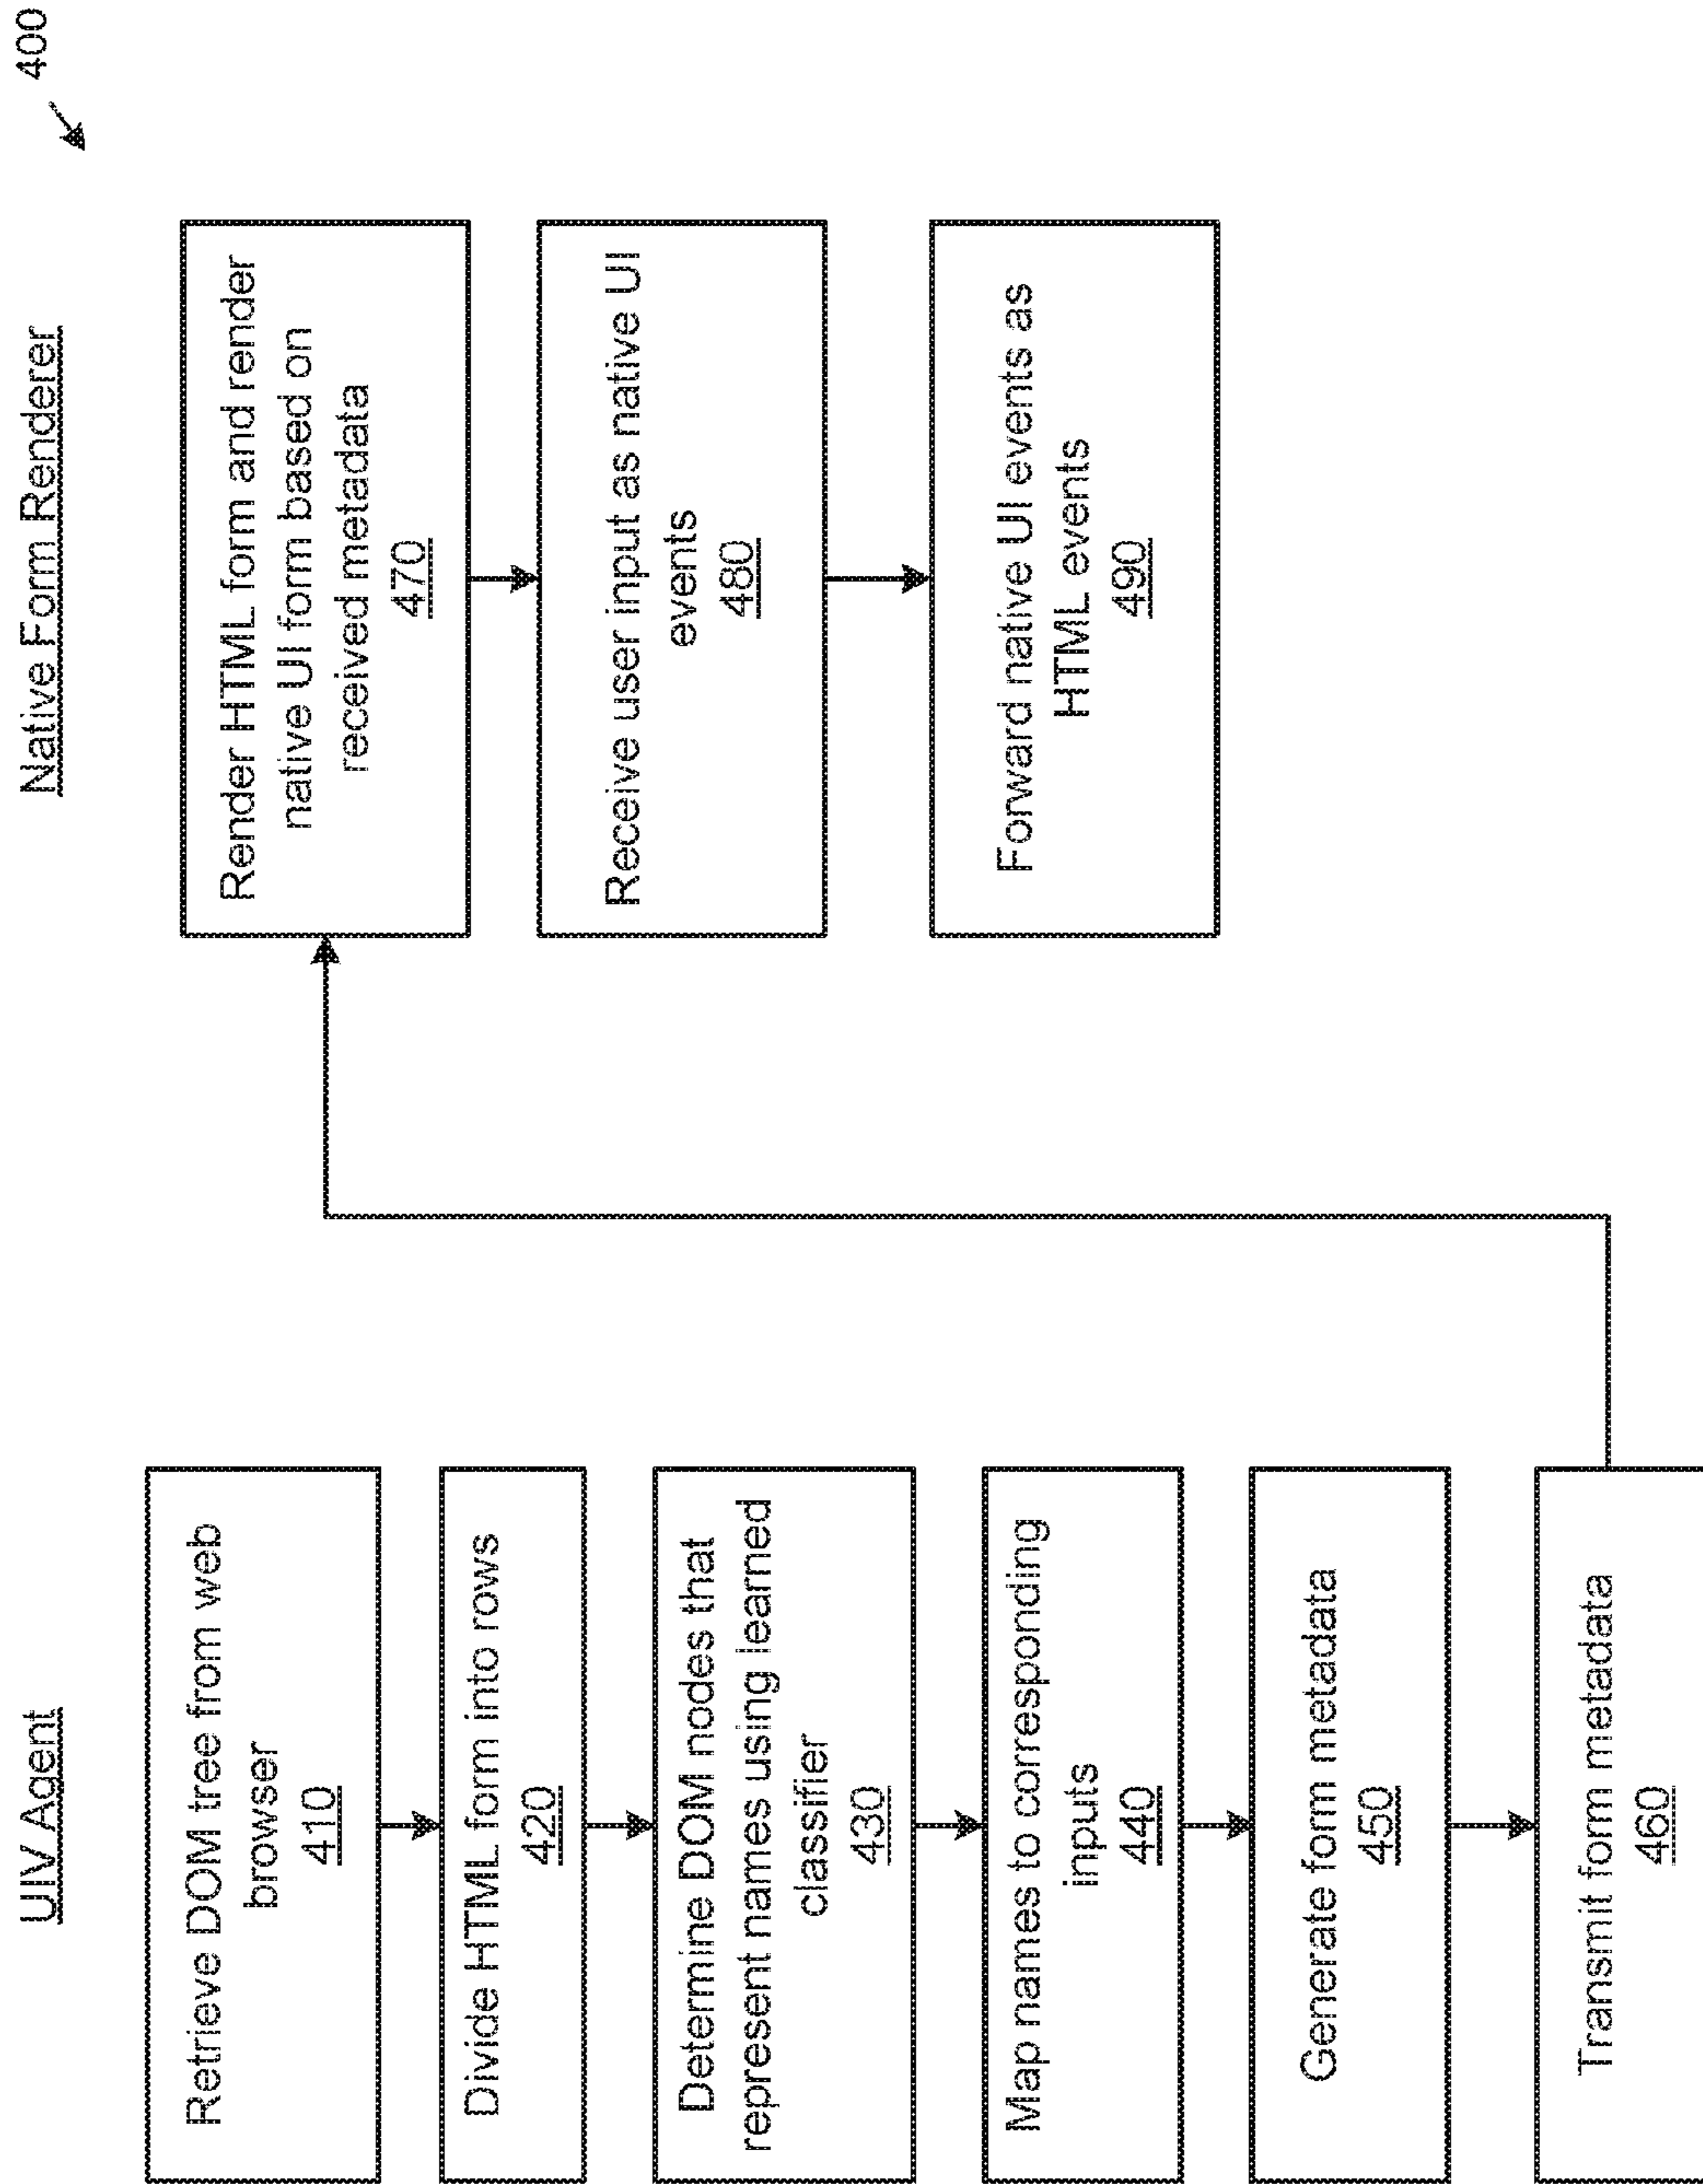 400
UIV Agent
Retrieve DOM tree from web
browser
410
Divide HTML form into rows
420
Determine DOM nodes that
represent names using learned
classifier
430
Map names to corresponding
inputs
440
Generate form metadata
450
Transmit form metadata
460
Native Form Renderer
Render HTML form and render
native UI form based on
received metadata
470
Receive user input as native UI
events
480
Forward native UI events as
HTML events
490